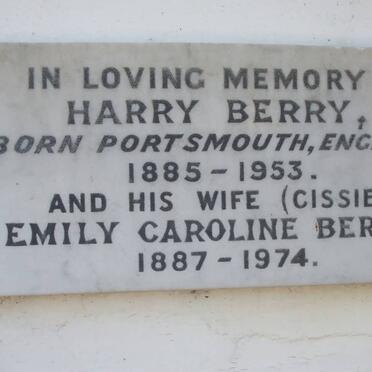 IN LOVING MEMORY
HARRY BERRY,
BORN PORTSMOUTH, ENG
1885 - 1953.
AND HIS WIFE (CISSIE
EMILY CAROLINE BER
1887 - 1974.